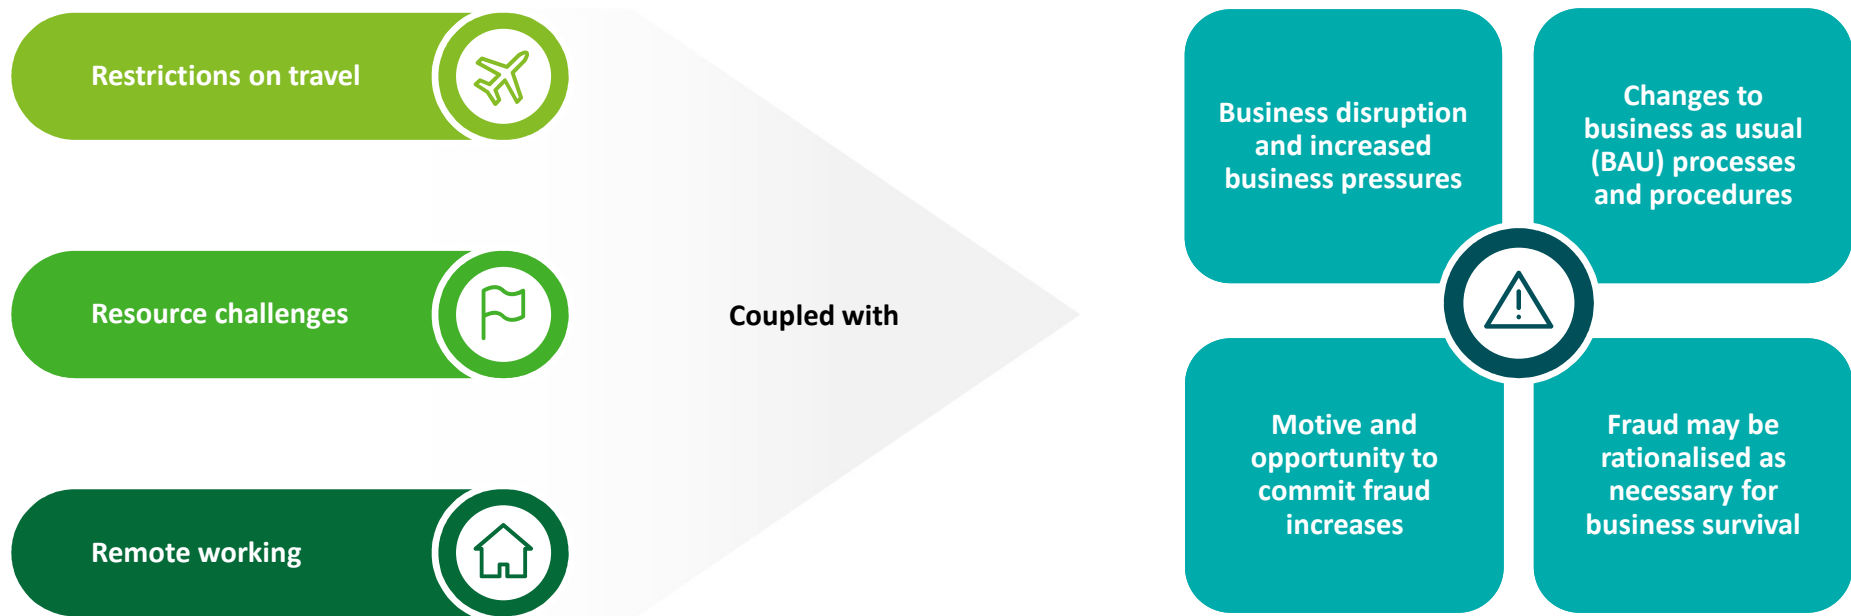 Restrictions on travel
Resource challenges
Remote working
Coupled with
Business disruption
and increased
business pressures
Changes to
business as usual
(BAU) processes
and procedures
Motive and
opportunity to
commit fraud
increases
Fraud may be
rationalised as
necessary for
business survival